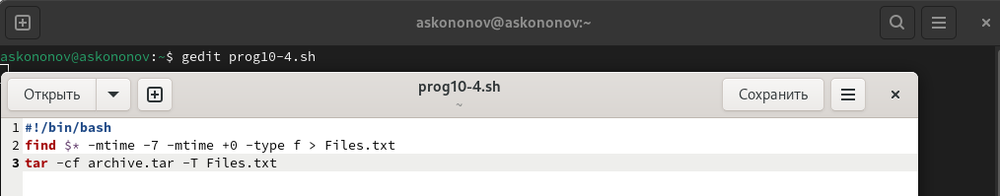 askononov@askononov:~
askononov@askononov:~$ gedit prog10-4.sh
Открыть
prog10-4.sh
~
Сохранить
1 #!/bin/bash
2 find $* -mtime -7 -mtime +0 -type f > Files.txt
3 tar -cf archive.tar -T Files.txt